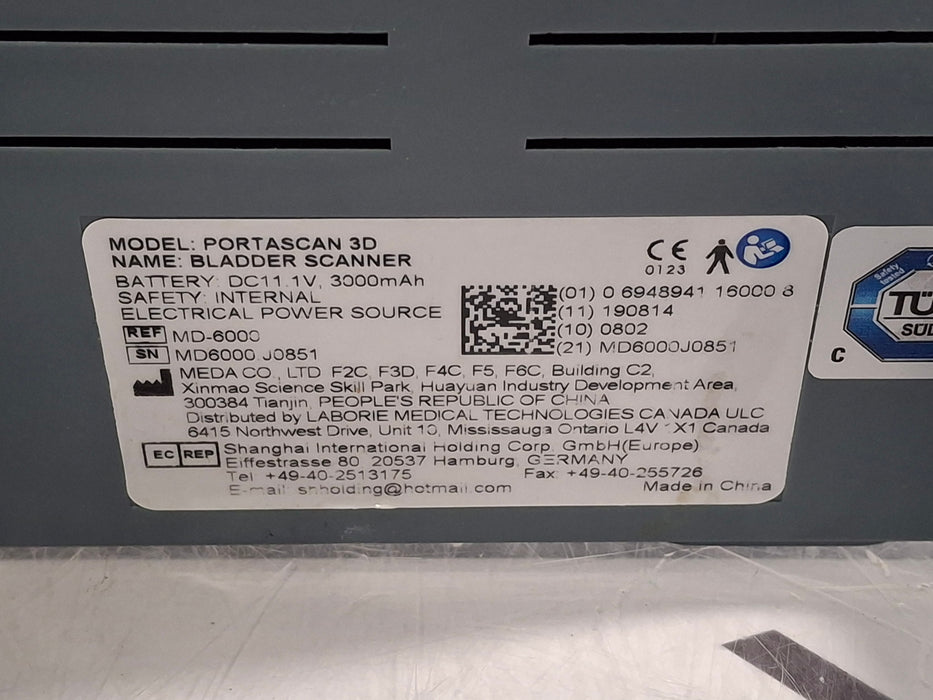 MODEL: PORTASCAN 3D
NAME: BLADDER SCANNER
BATTERY: DC11.1V, 3000mAh
SAFETY: INTERNAL
ELECTRICAL POWER SOURCE
REF MD-6000
SN MD6000J0851
CE
0123
(01) 0 6948941 16000 8
(11) 190814
(10) 0802
(21) MD6000J0851
MEDA CO., LTD F2C, F3D, F4C, F5, F6C, Building C2,
Xinmao Science Skill Park, Huayuan Industry Development Area,
300384 Tianjin, PEOPLE'S REPUBLIC OF CHINA
Distributed by LABORIE MEDICAL TECHNOLOGIES CANADA ULC
6415 Northwest Drive, Unit 10, Mississauga Ontario L4V 1X1 Canada
EC REP Shanghai International Holding Corp. GmbH(Europe)
Eiffestrasse 80, 20537 Hamburg, GERMANY
Tel: +49-40-2513175 Fax: +49-40-255726
E-mail: shholding@hotmail.com Made in China
Safety
tested
TÜ
SÜD
C